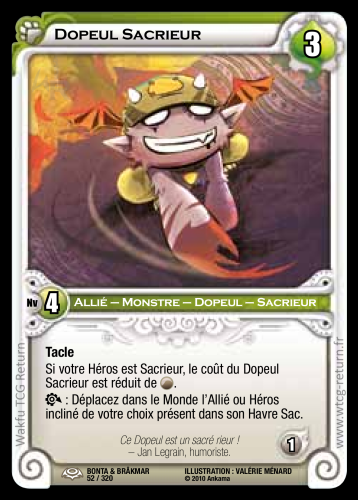 Dopeul Sacrieur
3
Nv 4
Allié – Monstre – Dopeul – Sacrieur
Tacle
Si votre Héros est Sacrieur, le coût du Dopeul
Sacrieur est réduit de .
: Déplacez dans le Monde l'Allié ou Héros
incliné de votre choix présent dans son Havre Sac.
Ce Dopeul est un sacré rieur !
– Jan Legrain, humoriste.
1
BONTA & BRÂKMAR
52 / 320
ILLUSTRATION : VALÉRIE MÉNARD
© 2010 Ankama
Wakfu TCG Return
www.wtcg-return.fr